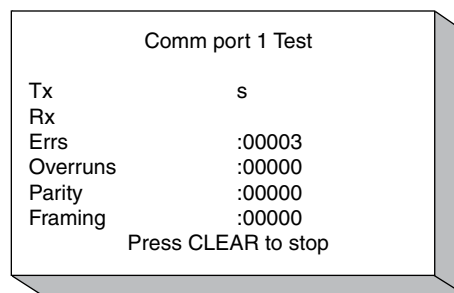 Comm port 1 Test
Tx s
Rx
Errs :00003
Overruns :00000
Parity :00000
Framing :00000
Press CLEAR to stop